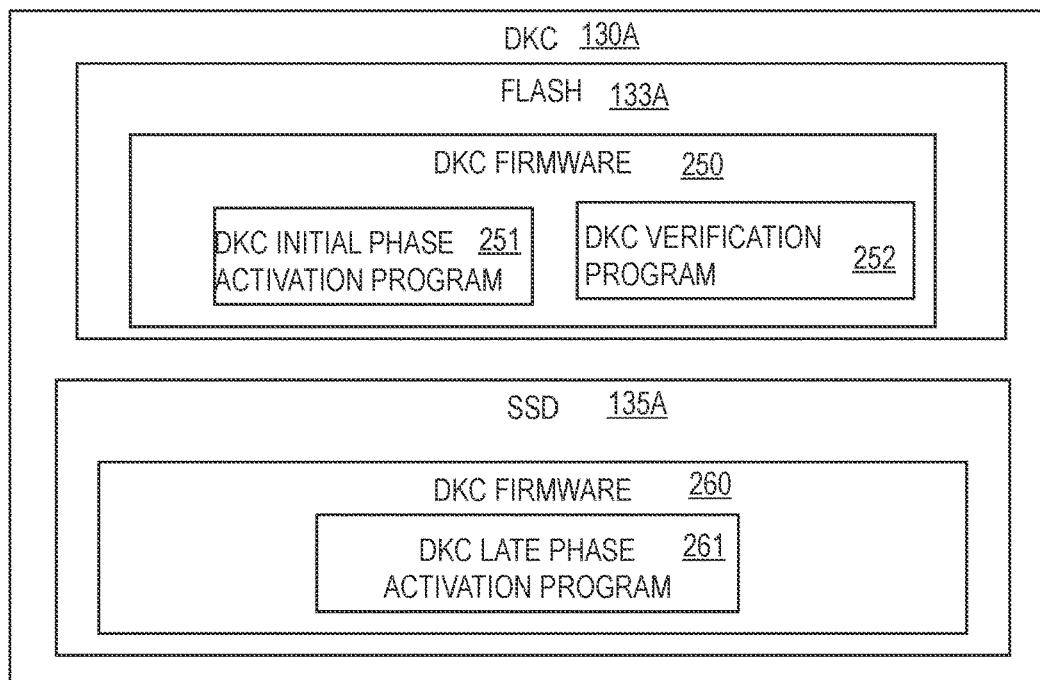 DKC 130A
FLASH 133A
DKC FIRMWARE 250
DKC INITIAL PHASE 251
ACTIVATION PROGRAM
DKC VERIFICATION
PROGRAM 252
SSD 135A
DKC FIRMWARE 260
DKC LATE PHASE 261
ACTIVATION PROGRAM